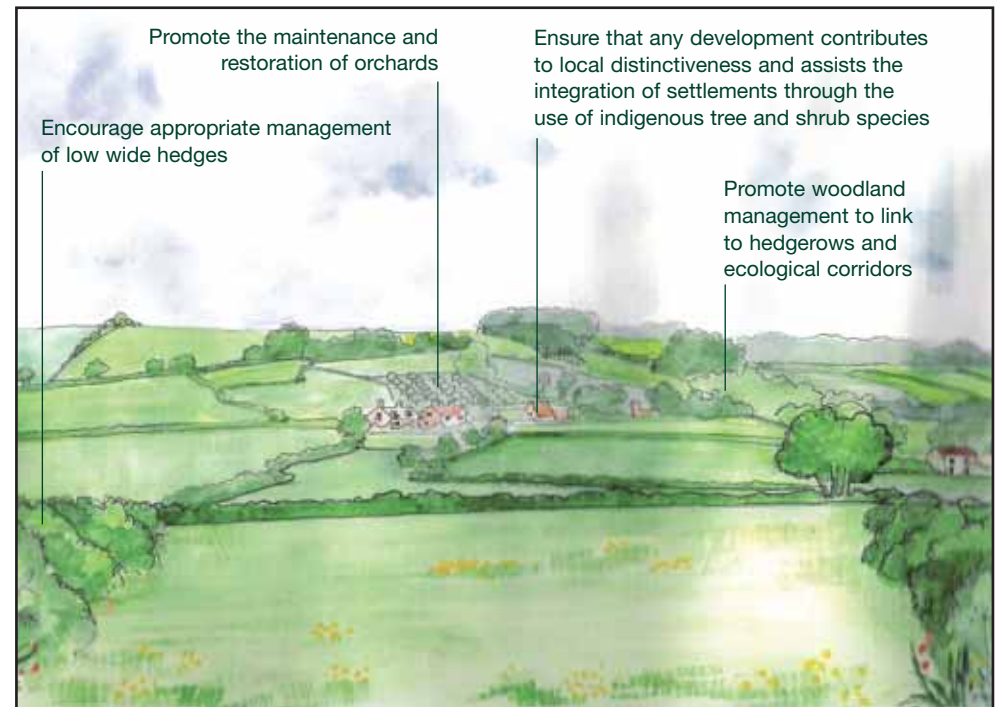 Promote the maintenance and
restoration of orchards
Ensure that any development contributes
to local distinctiveness and assists the
integration of settlements through the
use of indigenous tree and shrub species
Encourage appropriate management
of low wide hedges
Promote woodland
management to link
to hedgerows and
ecological corridors